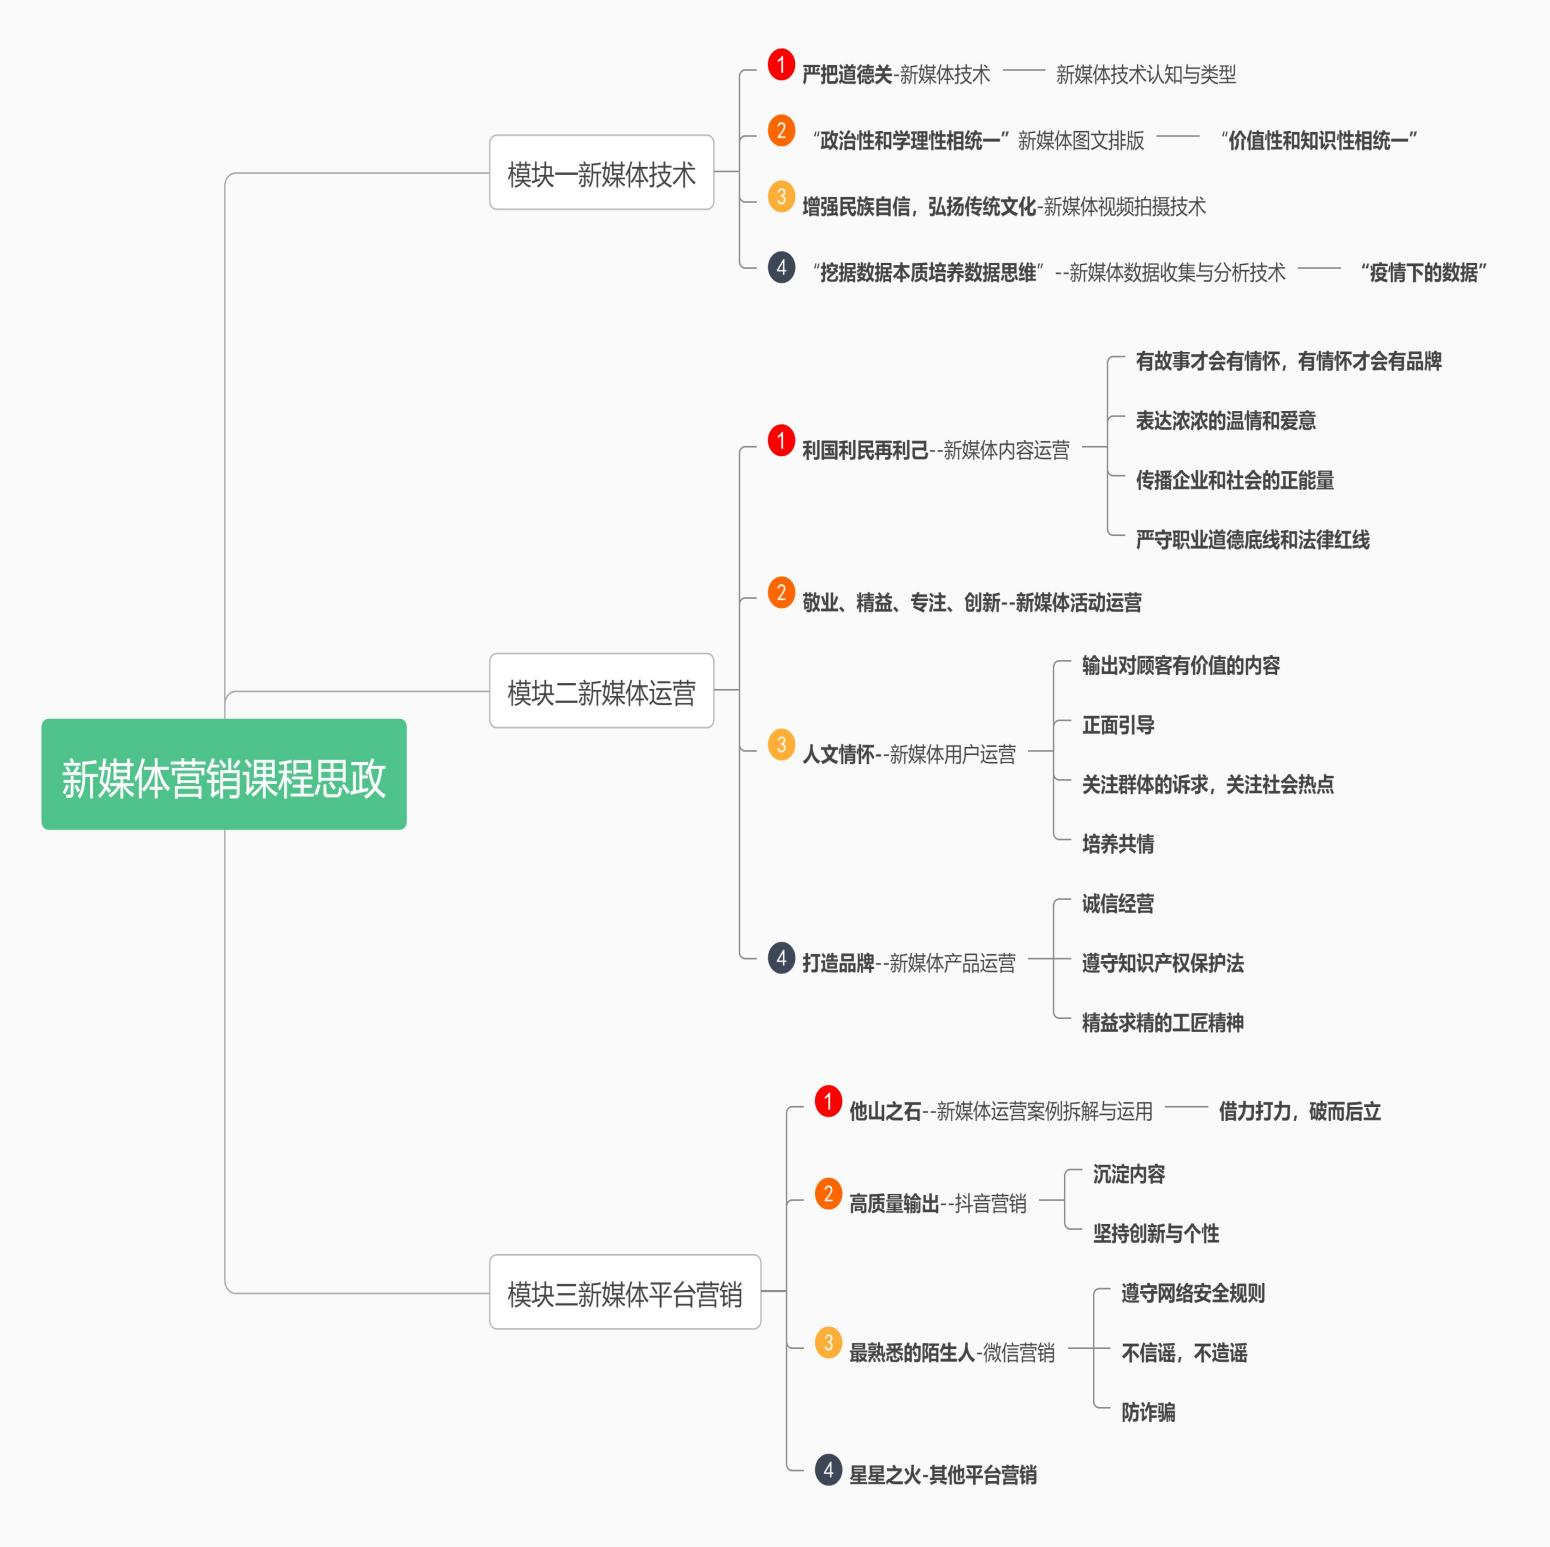 新媒体营销课程思政
模块一新媒体技术
1 严把道德关-新媒体技术
新媒体技术认知与类型
2 “政治性和学理性相统一”新媒体图文排版
“价值性和知识性相统一”
3 增强民族自信，弘扬传统文化-新媒体视频拍摄技术
4 “挖据数据本质培养数据思维”--新媒体数据收集与分析技术
“疫情下的数据”
模块二新媒体运营
1 利国利民再利己--新媒体内容运营
有故事才会有情怀，有情怀才会有品牌
表达浓浓的温情和爱意
传播企业和社会的正能量
严守职业道德底线和法律红线
2 敬业、精益、专注、创新--新媒体活动运营
3 人文情怀--新媒体用户运营
输出对顾客有价值的内容
正面引导
关注群体的诉求，关注社会热点
培养共情
4 打造品牌--新媒体产品运营
诚信经营
遵守知识产权保护法
精益求精的工匠精神
模块三新媒体平台营销
1 他山之石--新媒体运营案例拆解与运用
借力打力，破而后立
2 高质量输出--抖音营销
沉淀内容
坚持创新与个性
3 最熟悉的陌生人-微信营销
遵守网络安全规则
不信谣，不造谣
防诈骗
4 星星之火-其他平台营销